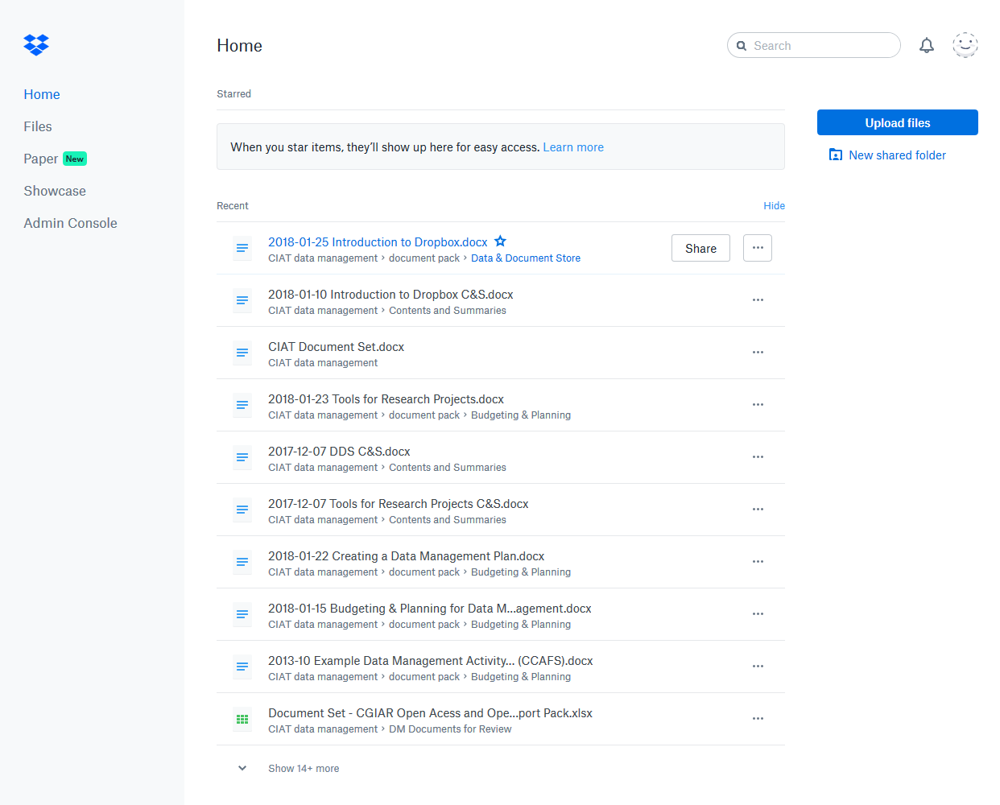 Home
Search
Home
Files
Paper New
Showcase
Admin Console
Starred
When you star items, they’ll show up here for easy access. Learn more
Upload files
New shared folder
Recent
Hide
2018-01-25 Introduction to Dropbox.docx
CIAT data management › document pack › Data & Document Store
Share
2018-01-10 Introduction to Dropbox C&S.docx
CIAT data management › Contents and Summaries
CIAT Document Set.docx
CIAT data management
2018-01-23 Tools for Research Projects.docx
CIAT data management › document pack › Budgeting & Planning
2017-12-07 DDS C&S.docx
CIAT data management › Contents and Summaries
2017-12-07 Tools for Research Projects C&S.docx
CIAT data management › Contents and Summaries
2018-01-22 Creating a Data Management Plan.docx
CIAT data management › document pack › Budgeting & Planning
2018-01-15 Budgeting & Planning for Data M...agement.docx
CIAT data management › document pack › Budgeting & Planning
2013-10 Example Data Management Activity... (CCAFS).docx
CIAT data management › document pack › Budgeting & Planning
Document Set - CGIAR Open Acess and Ope...port Pack.xlsx
CIAT data management › DM Documents for Review
Show 14+ more